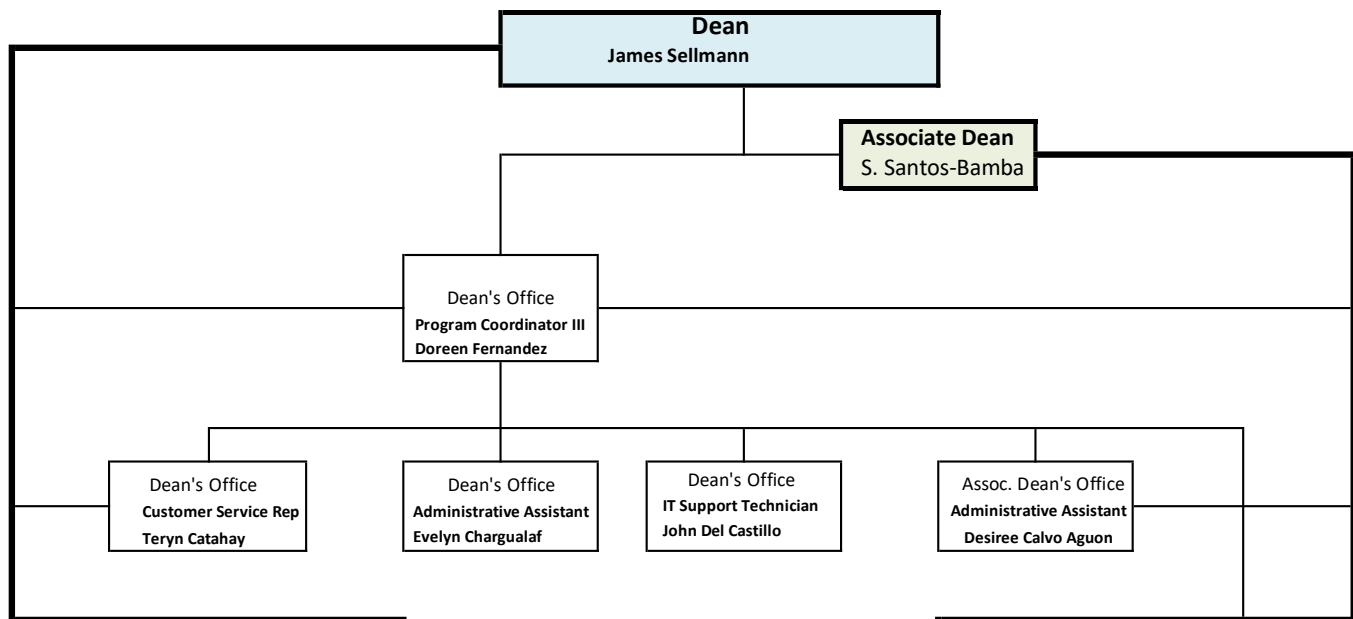 Dean
James Sellmann
Associate Dean
S. Santos-Bamba
Dean's Office
Program Coordinator III
Doreen Fernandez
Dean's Office
Customer Service Rep
Teryn Catahay
Dean's Office
Administrative Assistant
Evelyn Chargualaf
Dean's Office
IT Support Technician
John Del Castillo
Assoc. Dean's Office
Administrative Assistant
Desiree Calvo Aguon